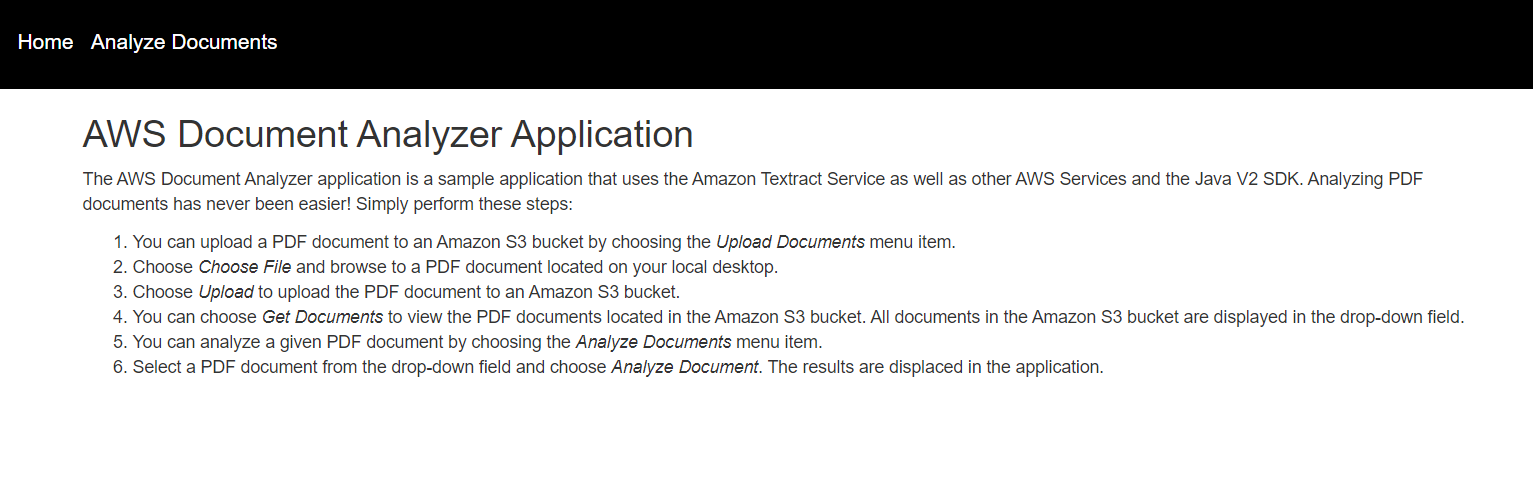 Home Analyze Documents
AWS Document Analyzer Application
The AWS Document Analyzer application is a sample application that uses the Amazon Textract Service as well as other AWS Services and the Java V2 SDK. Analyzing PDF
documents has never been easier! Simply perform these steps:
1. You can upload a PDF document to an Amazon S3 bucket by choosing the Upload Documents menu item.
2. Choose Choose File and browse to a PDF document located on your local desktop.
3. Choose Upload to upload the PDF document to an Amazon S3 bucket.
4. You can choose Get Documents to view the PDF documents located in the Amazon S3 bucket. All documents in the Amazon S3 bucket are displayed in the drop-down field.
5. You can analyze a given PDF document by choosing the Analyze Documents menu item.
6. Select a PDF document from the drop-down field and choose Analyze Document. The results are displaced in the application.